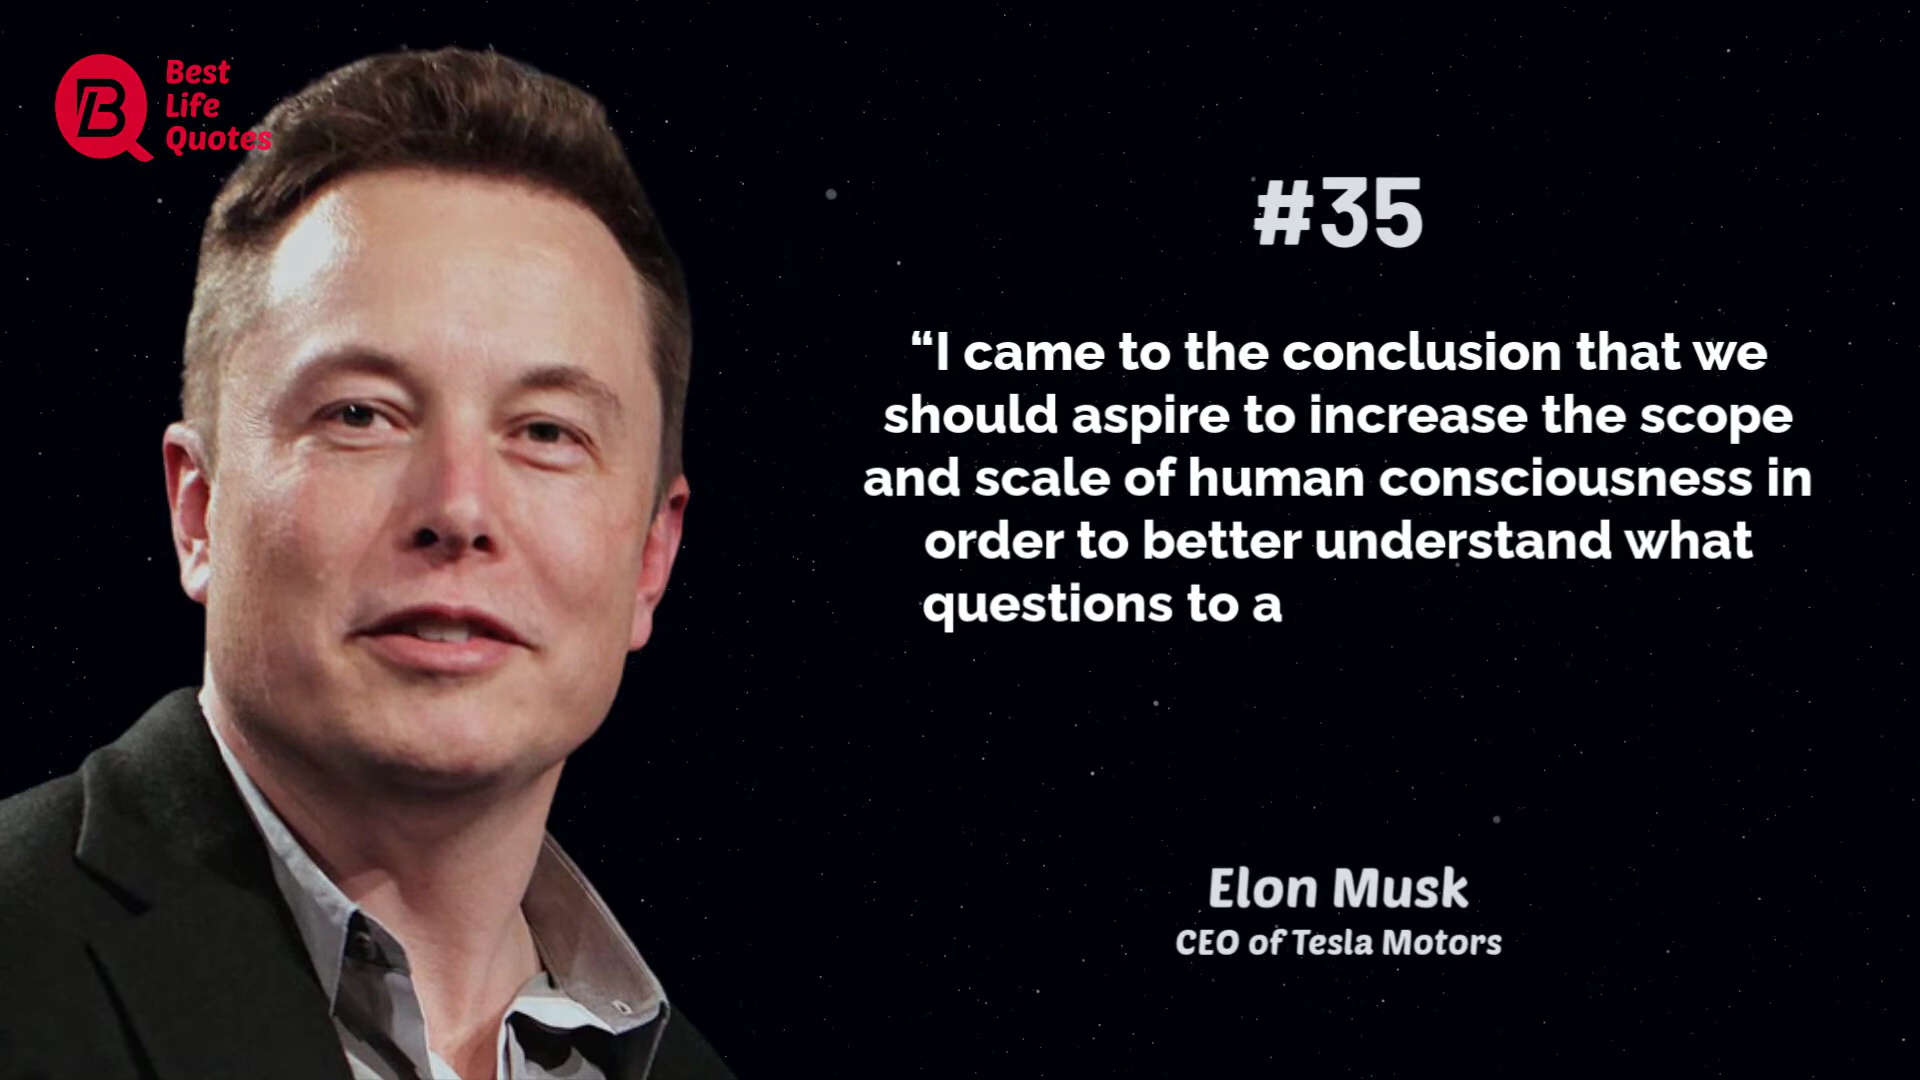 Best
Life
Quotes
#35
“I came to the conclusion that we
should aspire to increase the scope
and scale of human consciousness in
order to better understand what
questions to a
Elon Musk
CEO of Tesla Motors